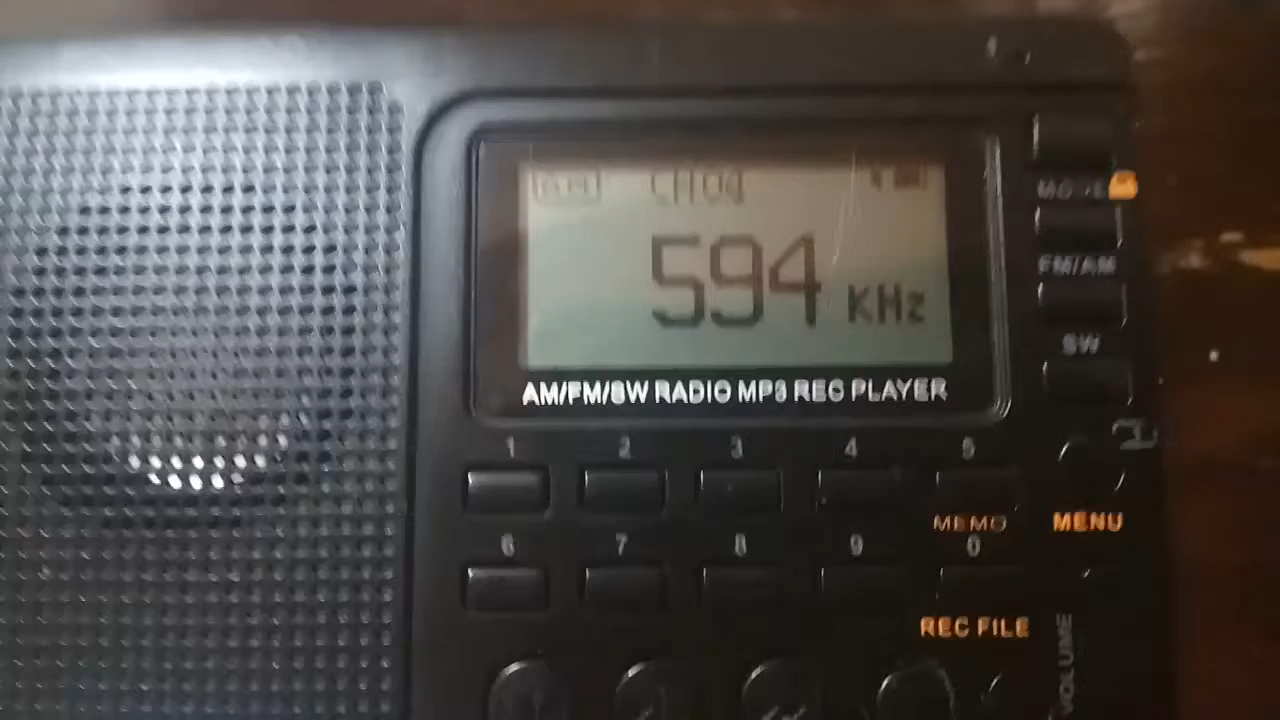 CH04
594 KHz
MODE
FM/AM
SW
AM/FM/SW RADIO MP3 REC PLAYER
1 2 3 4 5
MEMO MENU
6 7 8 9 0
REC FILE
VOLUME